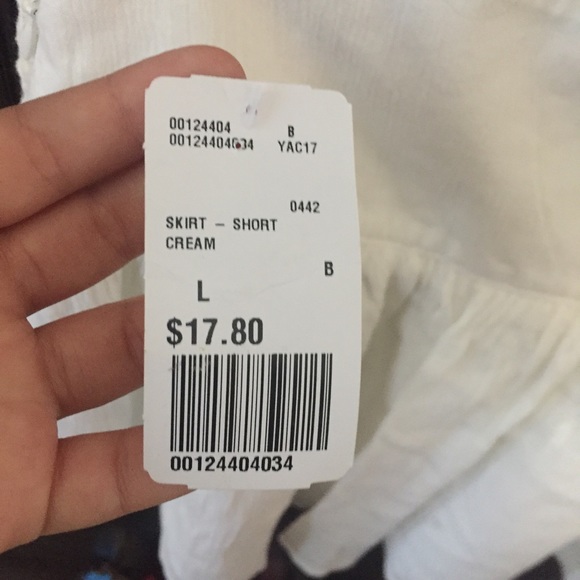 00124404 B
00124404034 YAC17
0442
SKIRT – SHORT
CREAM
B
L
$17.80
00124404034